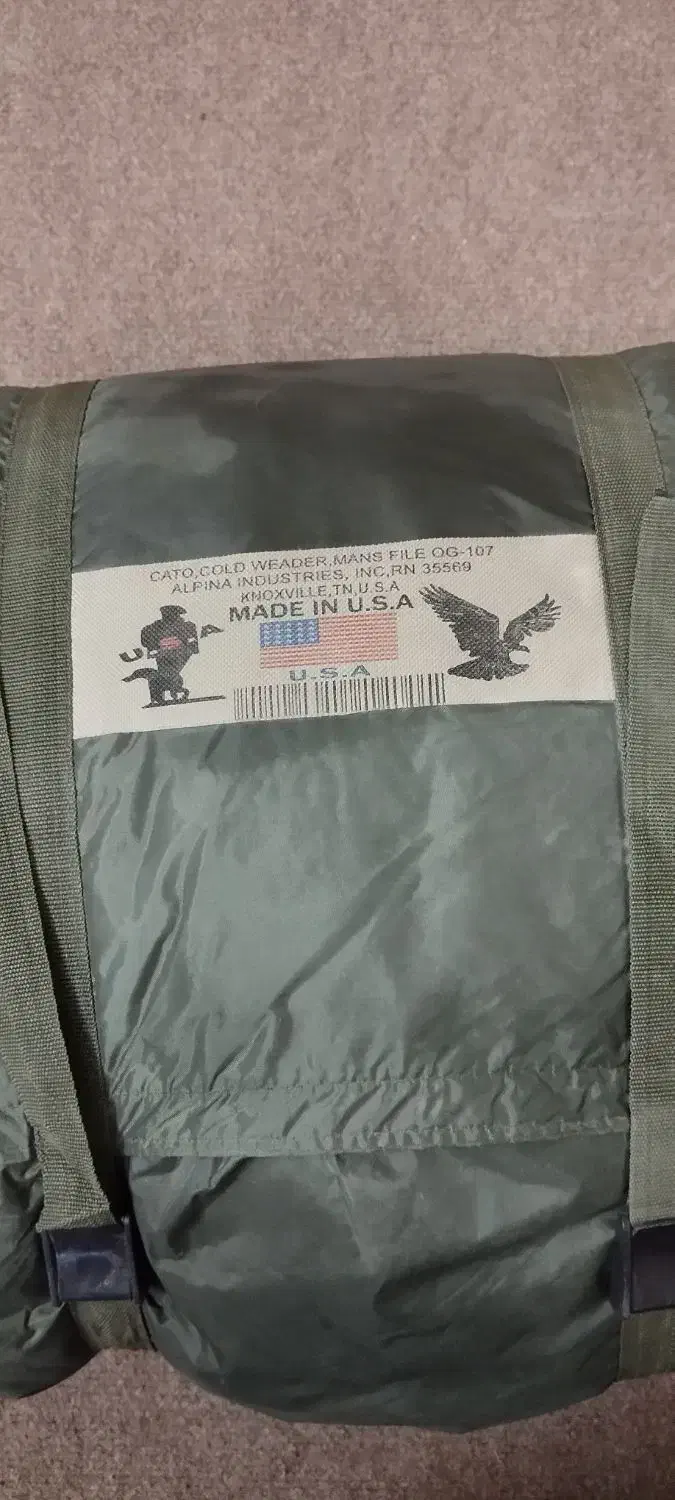 CATO,COLD WEADER,MANS FILE OG-107
ALPINA INDUSTRIES, INC,RN 35569
KNOXVILLE,TN,U.S.A
MADE IN U.S.A
U.S.A